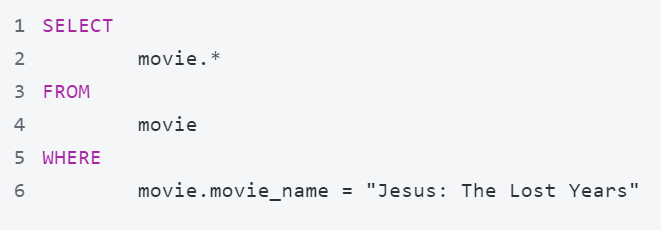 1 SELECT
2 movie.*
3 FROM
4 movie
5 WHERE
6 movie.movie_name = "Jesus: The Lost Years"